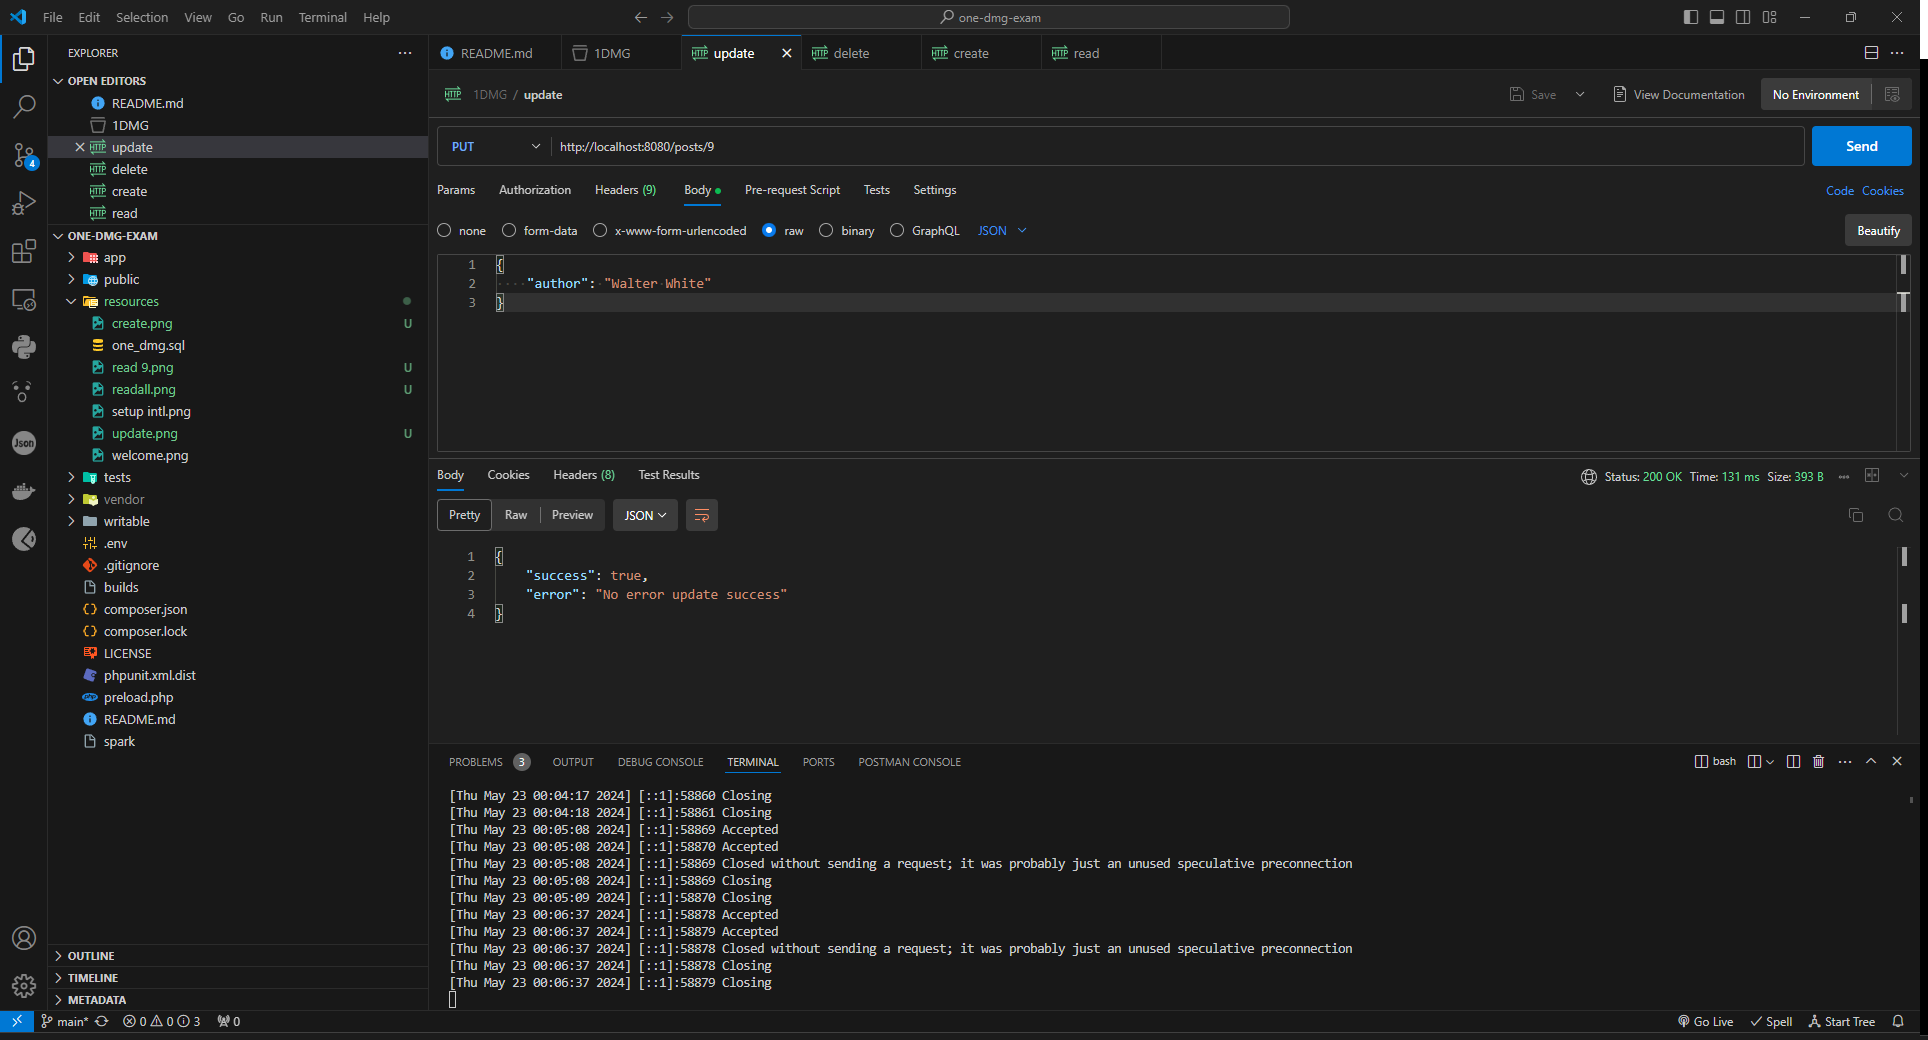 File Edit Selection View Go Run Terminal Help
one-dmg-exam
EXPLORER
OPEN EDITORS
README.md
1DMG
update
delete
create
read
ONE-DMG-EXAM
app
public
resources
create.png U
one_dmg.sql
read 9.png U
readall.png U
setup intl.png
update.png U
welcome.png
tests
vendor
writable
.env
.gitignore
builds
composer.json
composer.lock
LICENSE
phpunit.xml.dist
preload.php
README.md
spark
OUTLINE
TIMELINE
METADATA
4
Json
README.md 1DMG HTTP update HTTP delete HTTP create HTTP read
HTTP 1DMG / update Save View Documentation No Environment
PUT http://localhost:8080/posts/9 Send
Params Authorization Headers (9) Body Pre-request Script Tests Settings Code Cookies
none form-data x-www-form-urlencoded raw binary GraphQL JSON Beautify
1 {
2 ····"author":·"Walter·White"
3 }
Body Cookies Headers (8) Test Results Status: 200 OK Time: 131 ms Size: 393 B
Pretty Raw Preview JSON
1 {
2 "success": true,
3 "error": "No error update success"
4 }
PROBLEMS 3 OUTPUT DEBUG CONSOLE TERMINAL PORTS POSTMAN CONSOLE bash
[Thu May 23 00:04:17 2024] [::1]:58860 Closing
[Thu May 23 00:04:18 2024] [::1]:58861 Closing
[Thu May 23 00:05:08 2024] [::1]:58869 Accepted
[Thu May 23 00:05:08 2024] [::1]:58870 Accepted
[Thu May 23 00:05:08 2024] [::1]:58869 Closed without sending a request; it was probably just an unused speculative preconnection
[Thu May 23 00:05:08 2024] [::1]:58869 Closing
[Thu May 23 00:05:09 2024] [::1]:58870 Closing
[Thu May 23 00:06:37 2024] [::1]:58878 Accepted
[Thu May 23 00:06:37 2024] [::1]:58879 Accepted
[Thu May 23 00:06:37 2024] [::1]:58878 Closed without sending a request; it was probably just an unused speculative preconnection
[Thu May 23 00:06:37 2024] [::1]:58878 Closing
[Thu May 23 00:06:37 2024] [::1]:58879 Closing
main* 0 0 3 0 Go Live Spell Start Tree